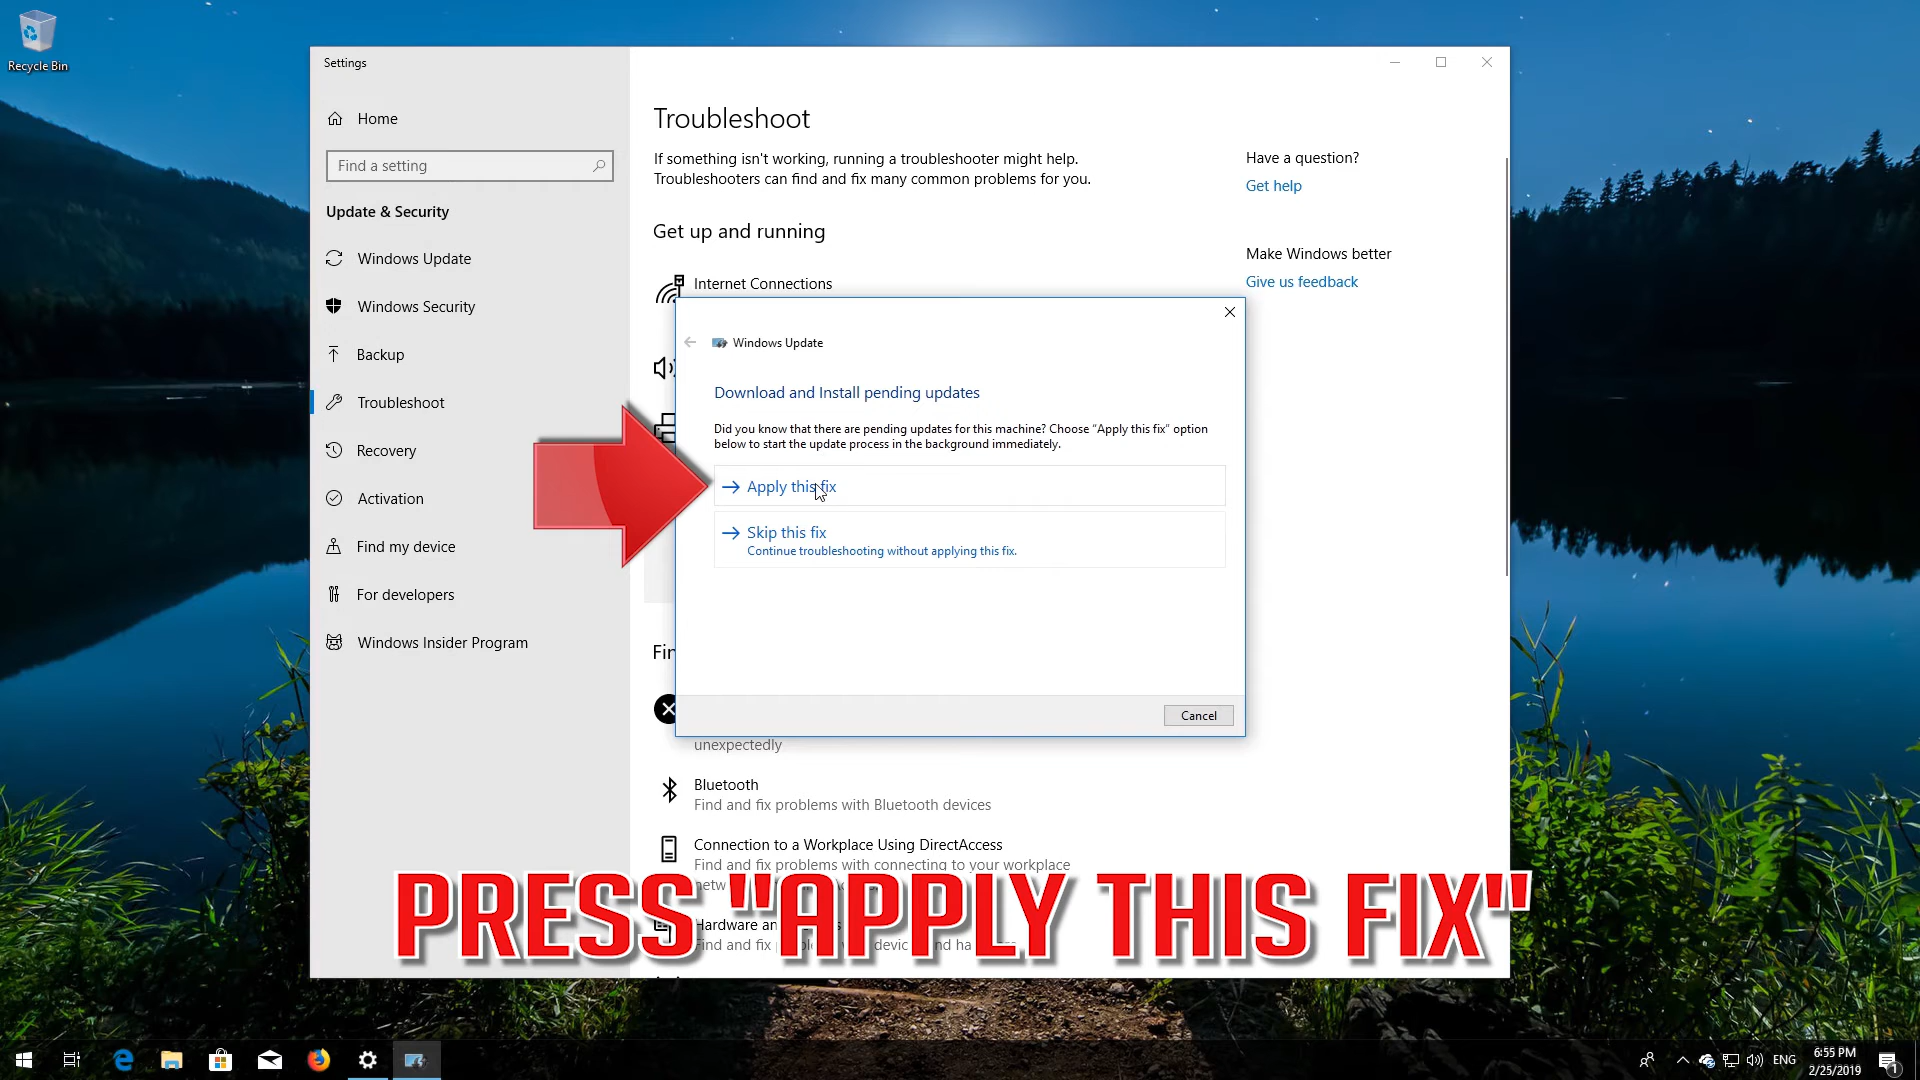 Recycle Bin
Settings
Home
Find a setting
Update & Security
Windows Update
Windows Security
Backup
Troubleshoot
Recovery
Activation
Find my device
For developers
Windows Insider Program
Troubleshoot
If something isn't working, running a troubleshooter might help.
Troubleshooters can find and fix many common problems for you.
Get up and running
Internet Connections
Have a question?
Get help
Make Windows better
Give us feedback
Windows Update
Download and Install pending updates
Did you know that there are pending updates for this machine? Choose “Apply this fix” option
below to start the update process in the background immediately.
Apply this fix
Skip this fix
Continue troubleshooting without applying this fix.
Cancel
unexpectedly
Bluetooth
Find and fix problems with Bluetooth devices
Connection to a Workplace Using DirectAccess
Find and fix problems with connecting to your workplace
Hardware
Find and fix
PRESS "APPLY THIS FIX"
ENG
6:55 PM
2/25/2019
1